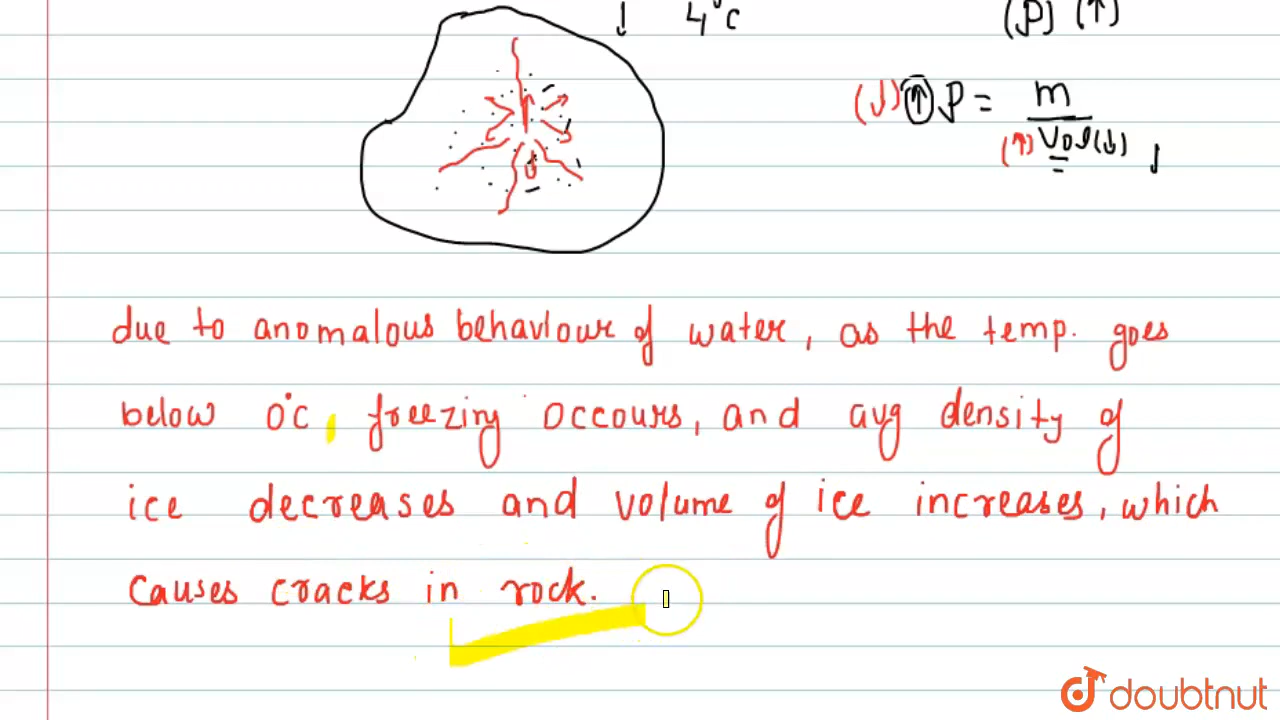 ↓ 4°C (ρ) (↑)
(↓) ↑ ρ = m
(↑) Vol(↓) ↓
due to anomalous behaviour of water, as the temp. goes
below 0°C, freezing occours, and avg density of
ice decreases and volume of ice increases, which
causes cracks in rock.
doubtnut